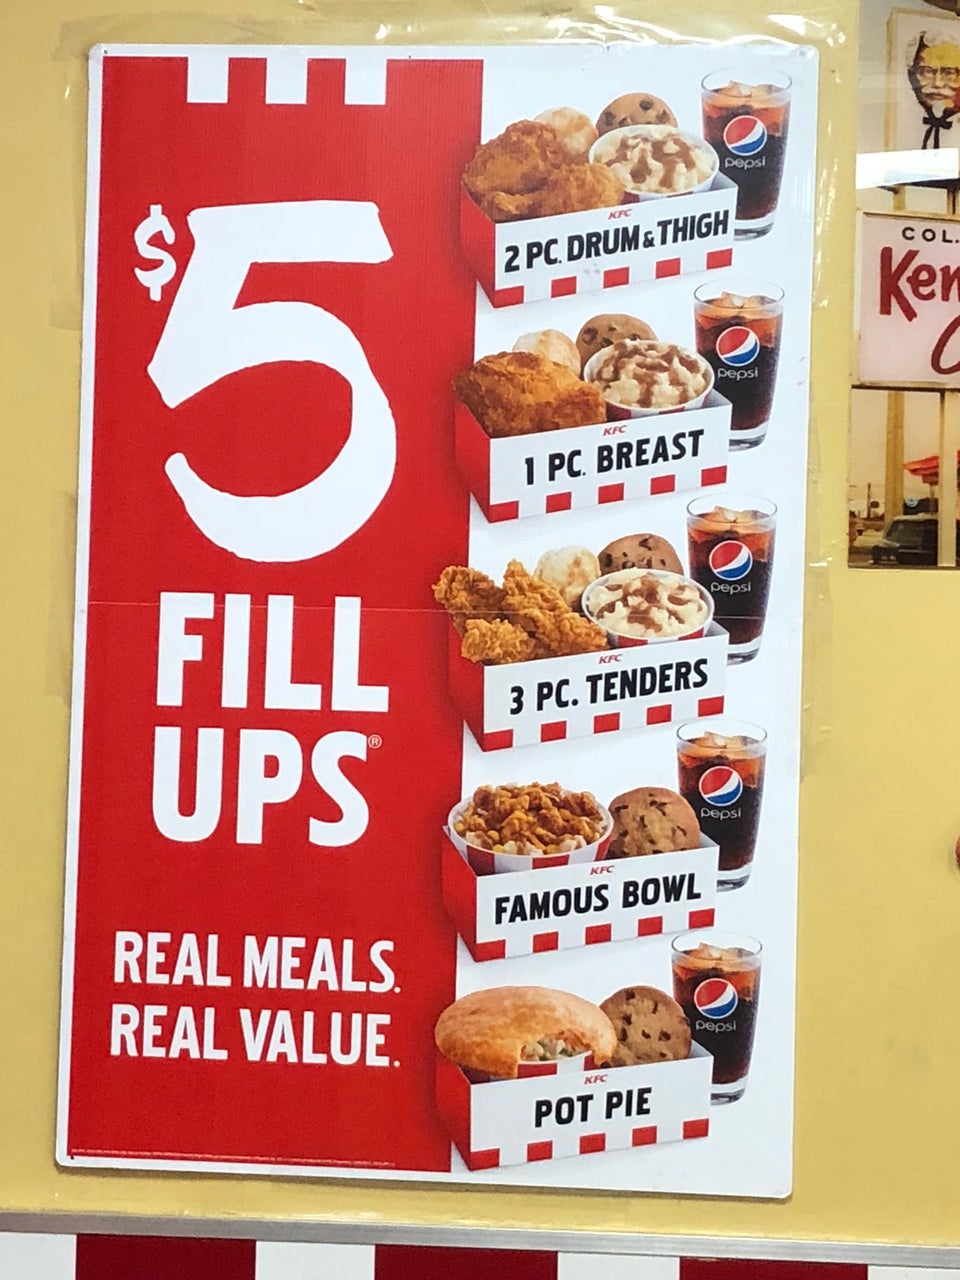 $5
FILL
UPS®
REAL MEALS.
REAL VALUE.
KFC
2 PC. DRUM & THIGH
pepsi
KFC
1 PC. BREAST
pepsi
KFC
3 PC. TENDERS
pepsi
KFC
FAMOUS BOWL
pepsi
KFC
POT PIE
pepsi
COL.